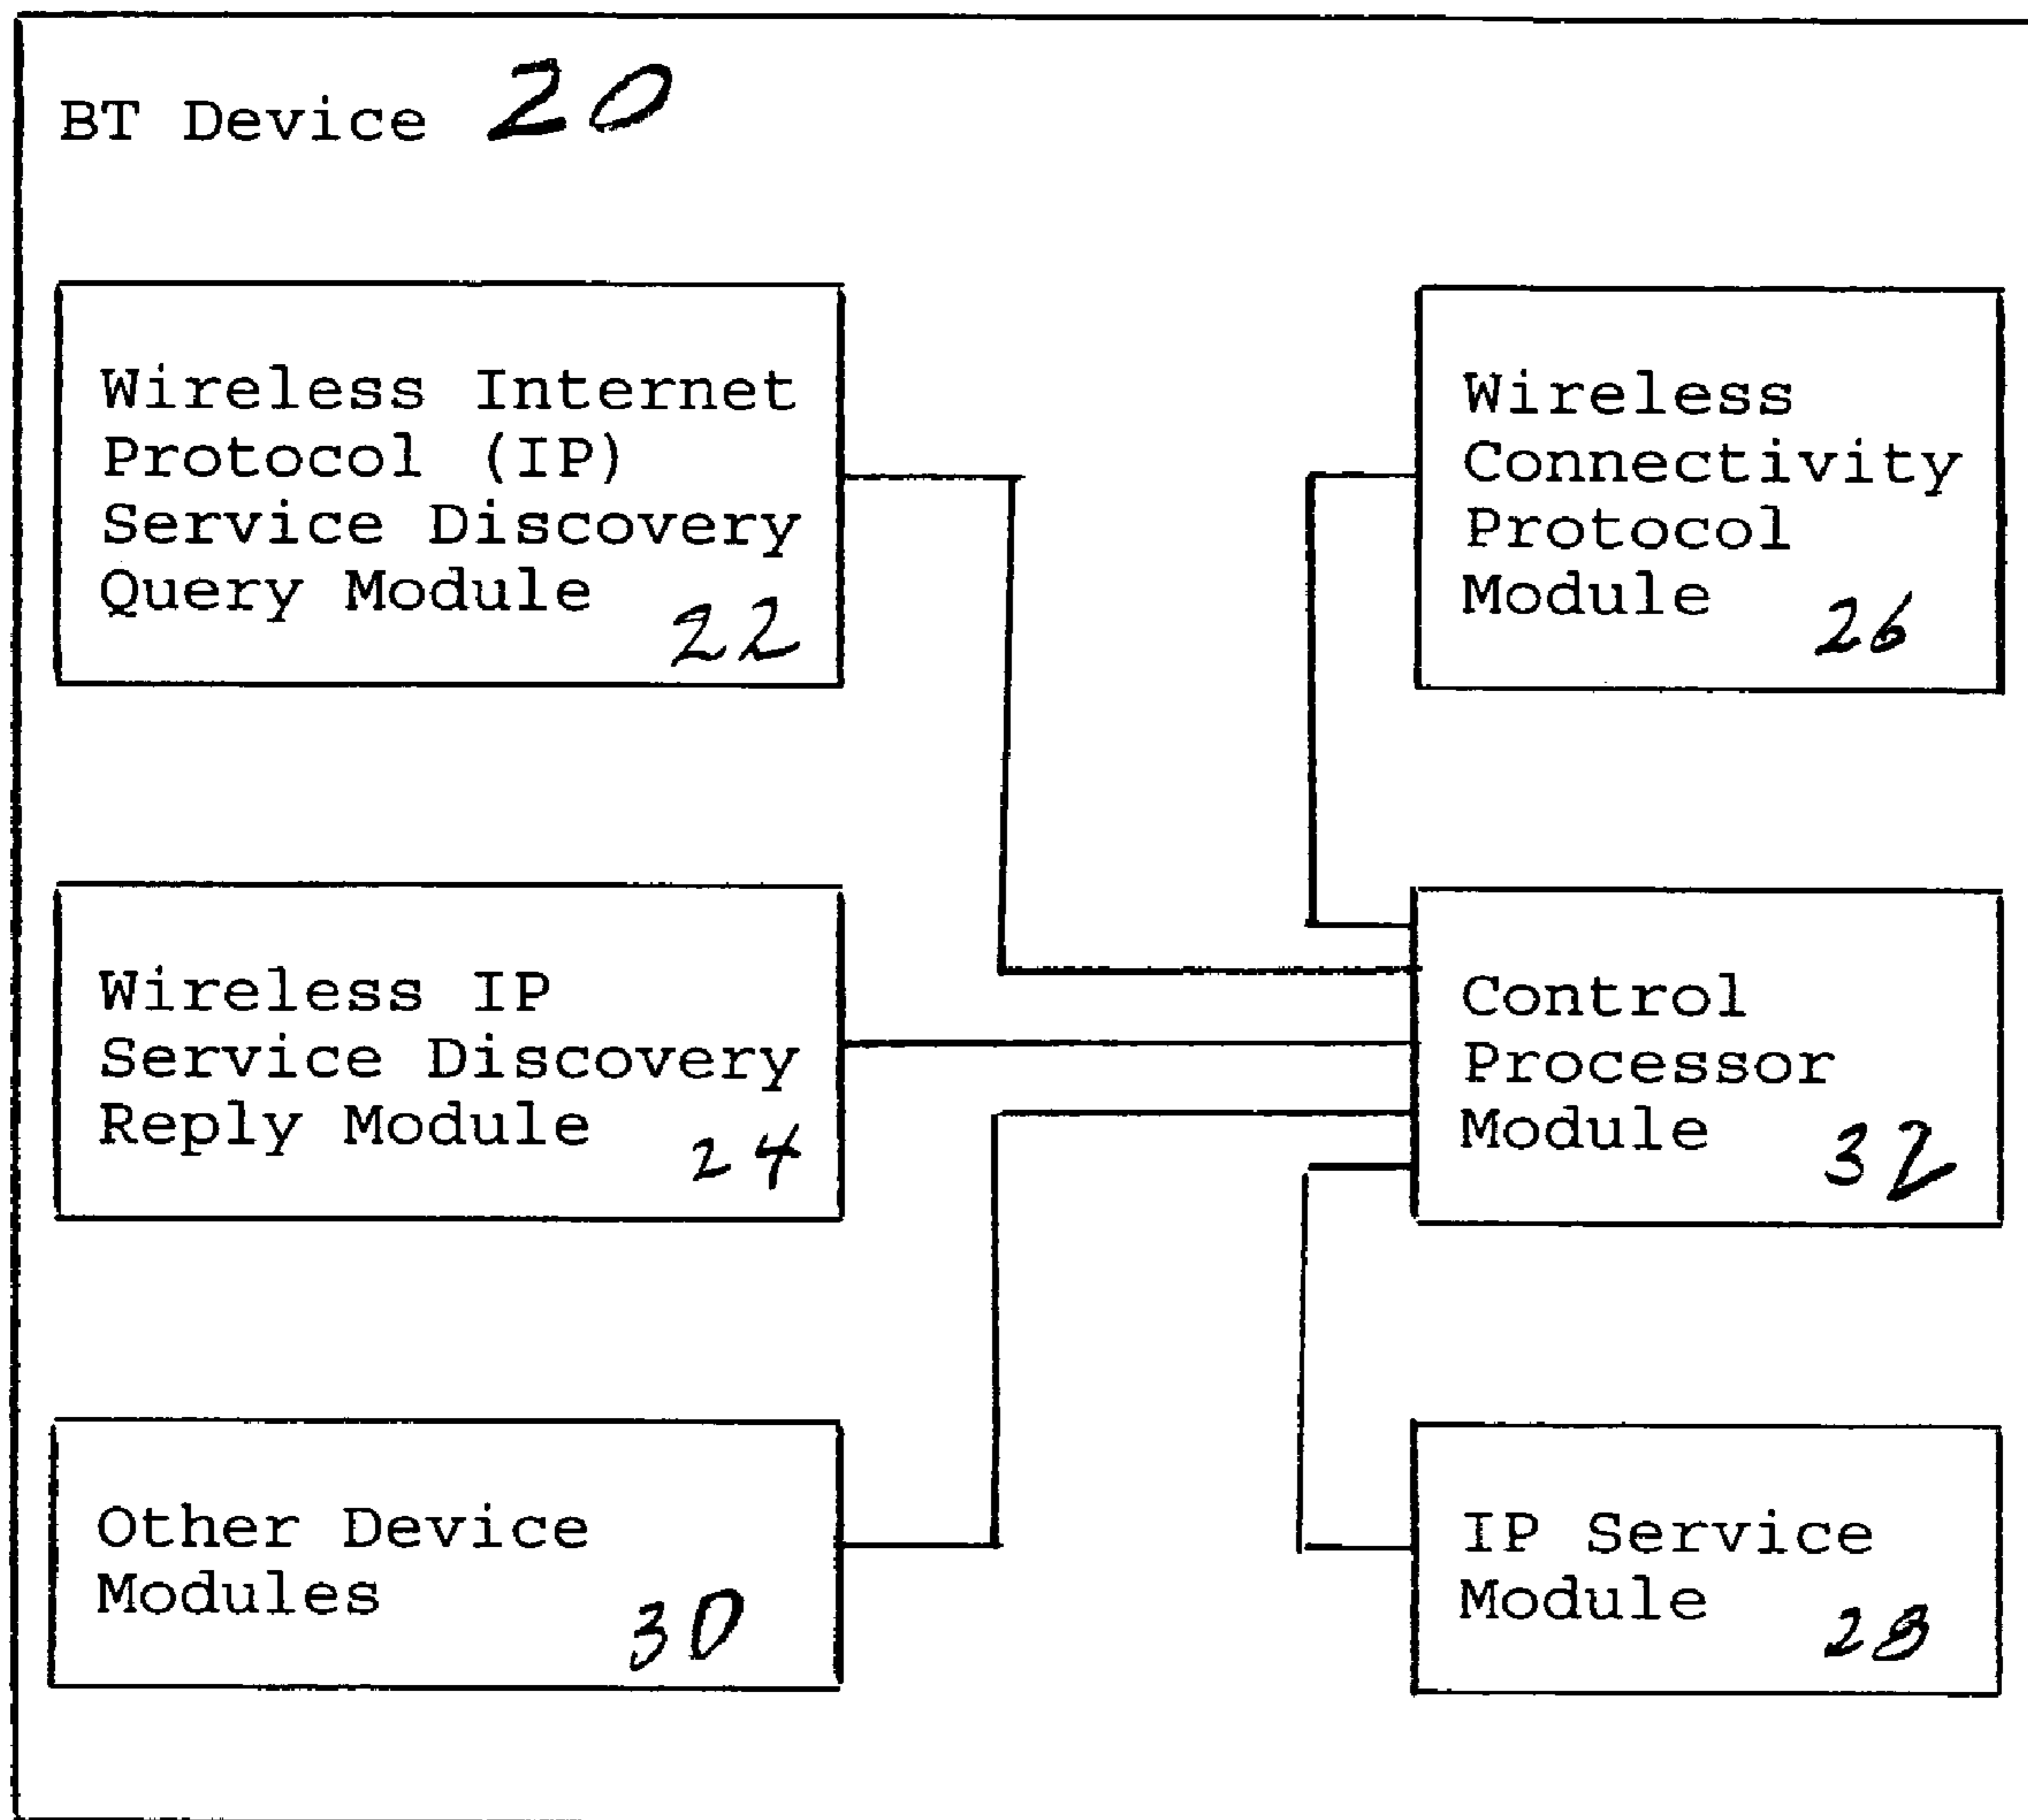 BT Device 20
Wireless Internet
Protocol (IP)
Service Discovery
Query Module 22
Wireless
Connectivity
Protocol
Module 26
Wireless IP
Service Discovery
Reply Module 24
Control
Processor
Module 32
Other Device
Modules 30
IP Service
Module 28